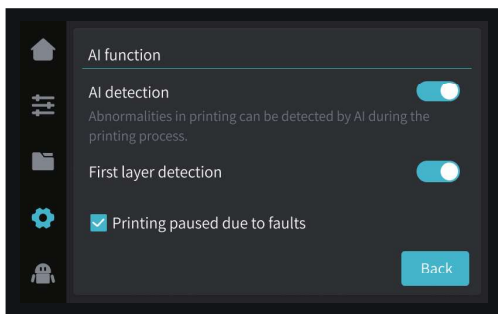 AI function
AI detection
Abnormalities in printing can be detected by AI during the
printing process.
First layer detection
Printing paused due to faults
Back